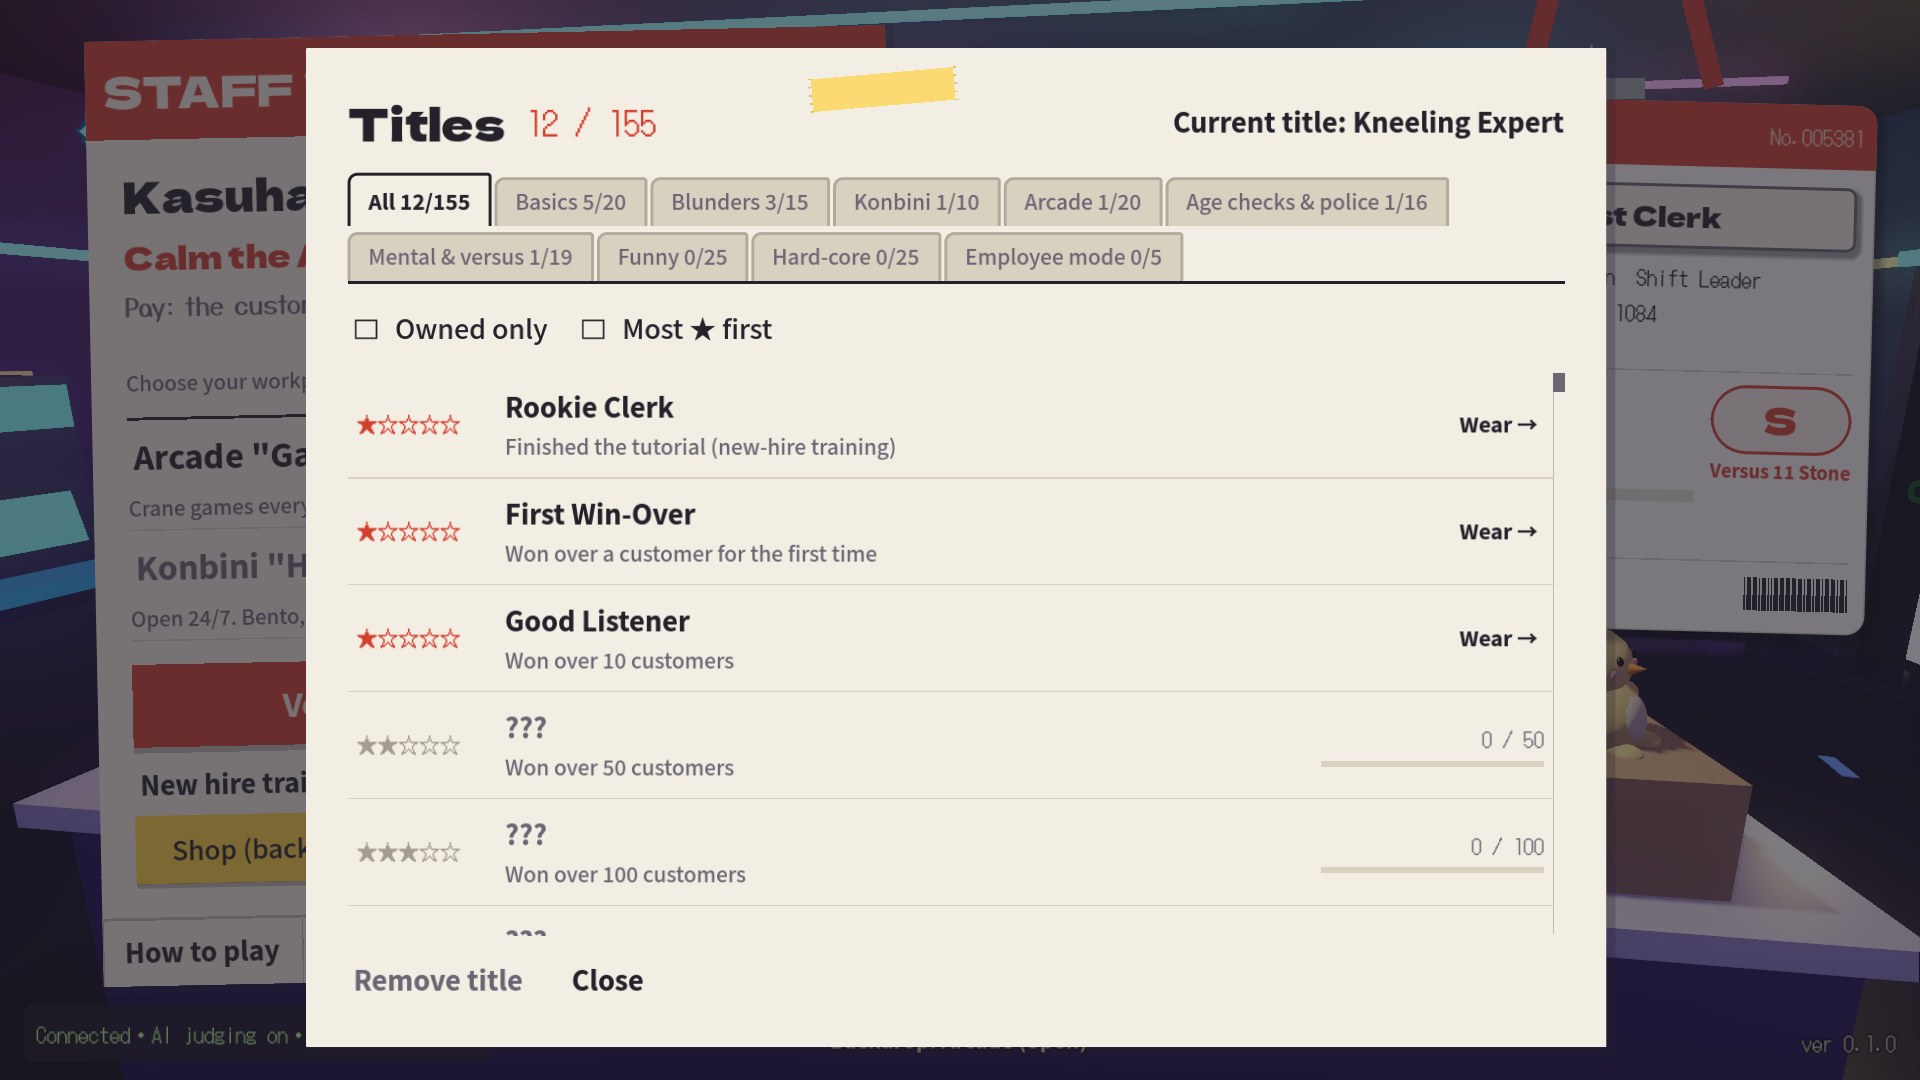 STAFF
Titles 12 / 155
Current title: Kneeling Expert
All 12/155
Basics 5/20
Blunders 3/15
Konbini 1/10
Arcade 1/20
Age checks & police 1/16
Mental & versus 1/19
Funny 0/25
Hard-core 0/25
Employee mode 0/5
☐ Owned only ☐ Most ★ first
★☆☆☆☆ Rookie Clerk
Finished the tutorial (new-hire training)
Wear →
★☆☆☆☆ First Win-Over
Won over a customer for the first time
Wear →
★☆☆☆☆ Good Listener
Won over 10 customers
Wear →
★★☆☆☆ ???
Won over 50 customers
0 / 50
★★★☆☆ ???
Won over 100 customers
0 / 100
Remove title
Close
Kasuha
Calm the
Pay: the custo
Choose your work
Arcade "Ga
Crane games every
Konbini "H
Open 24/7. Bento,
New hire trai
Shop (back
How to play
Connected • AI judging on •
No. 005381
st Clerk
Shift Leader
1084
S
Versus 11 Stone
ver 0.1.0